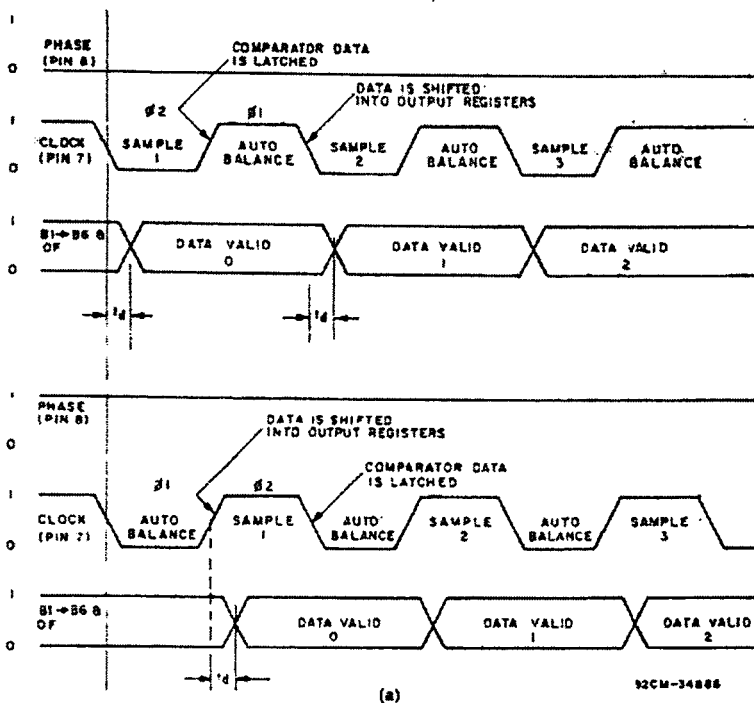 1
PHASE
(PIN 8)
0
COMPARATOR DATA
IS LATCHED
DATA IS SHIFTED
INTO OUTPUT REGISTERS
ø2
ø1
1
CLOCK
(PIN 7)
0
SAMPLE
1
AUTO
BALANCE
SAMPLE
2
AUTO
BALANCE
SAMPLE
3
AUTO
BALANCE
1
B1→B6 &
OF
0
DATA VALID
0
DATA VALID
1
DATA VALID
2
td
td
1
PHASE
(PIN 8)
0
DATA IS SHIFTED
INTO OUTPUT REGISTERS
COMPARATOR DATA
IS LATCHED
ø1
ø2
1
CLOCK
(PIN 7)
0
AUTO
BALANCE
SAMPLE
1
AUTO
BALANCE
SAMPLE
2
AUTO
BALANCE
SAMPLE
3
1
B1→B6 &
OF
0
DATA VALID
0
DATA VALID
1
DATA VALID
2
td
(a)
92CM-34886